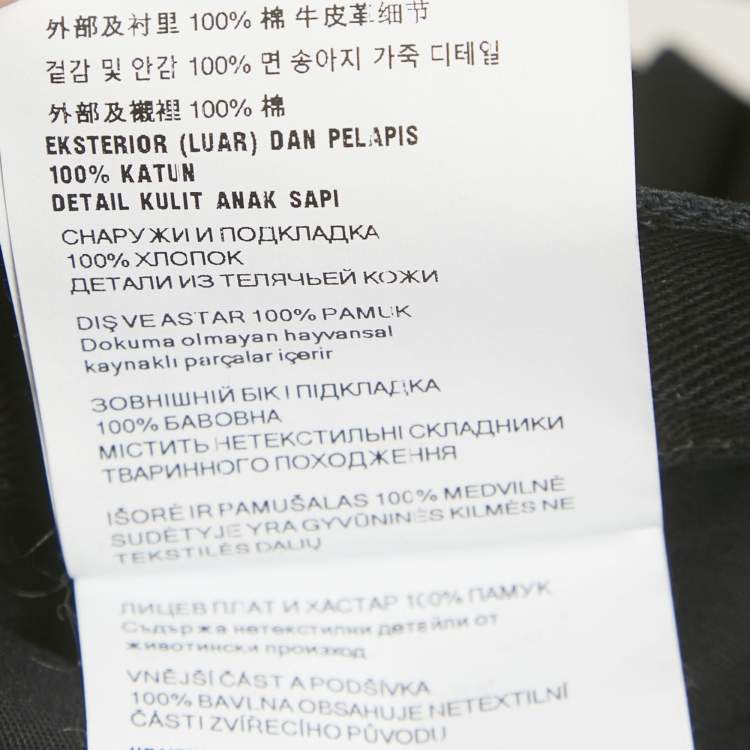 外部及衬里 100% 棉 牛皮革细节
겉감 및 안감 100% 면 송아지 가죽 디테일
外部及襯裡 100% 棉
EKSTERIOR (LUAR) DAN PELAPIS
100% KATUN
DETAIL KULIT ANAK SAPI
СНАРУЖИ И ПОДКЛАДКА
100% ХЛОПОК
ДЕТАЛИ ИЗ ТЕЛЯЧЬЕЙ КОЖИ
DIŞ VE ASTAR 100% PAMUK
Dokuma olmayan hayvansal
kaynaklı parçalar içerir
ЗОВНІШНІЙ БІК І ПІДКЛАДКА
100% БАВОВНА
МІСТИТЬ НЕТЕКСТИЛЬНІ СКЛАДНИКИ
ТВАРИННОГО ПОХОДЖЕННЯ
IŠORĖ IR PAMUŠALAS 100% MEDVILNĖ
SUDĖTYJE YRA GYVŪNINĖS KILMĖS NE
TEKSTILĖS DALIŲ
ЛИЦЕВ ПЛАТ И ХАСТАР 100% ПАМУК
Съдържа нетекстилни детайли от
животински произход
VNĚJŠÍ ČÁST A PODŠÍVKA
100% BAVLNA OBSAHUJE NETEXTILNÍ
ČÁSTI ZVÍŘECÍHO PŮVODU